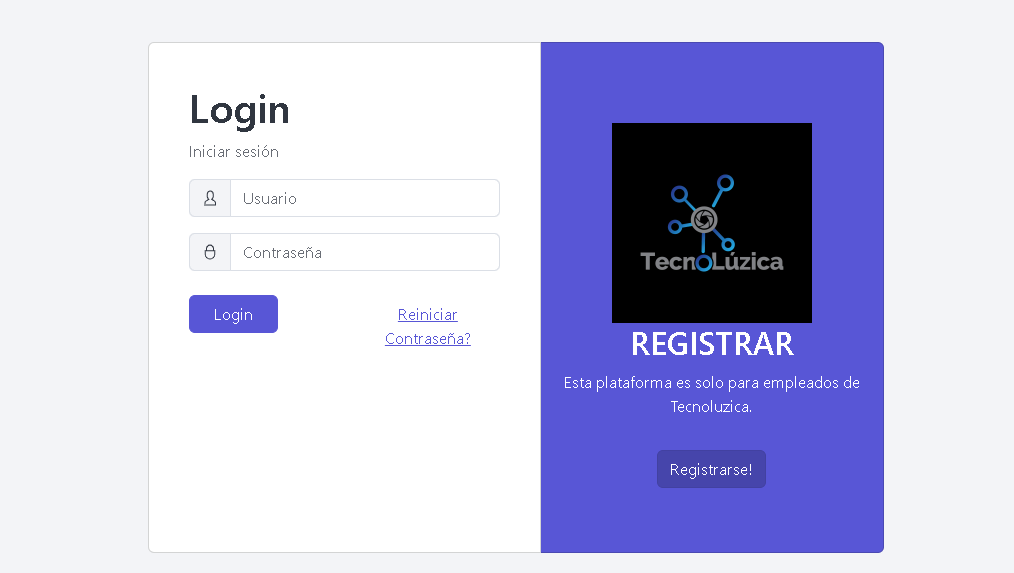 Login
Iniciar sesión
Usuario
Contraseña
Login
Reiniciar
Contraseña?
TecnoLúzica
REGISTRAR
Esta plataforma es solo para empleados de
Tecnoluzica.
Registrarse!